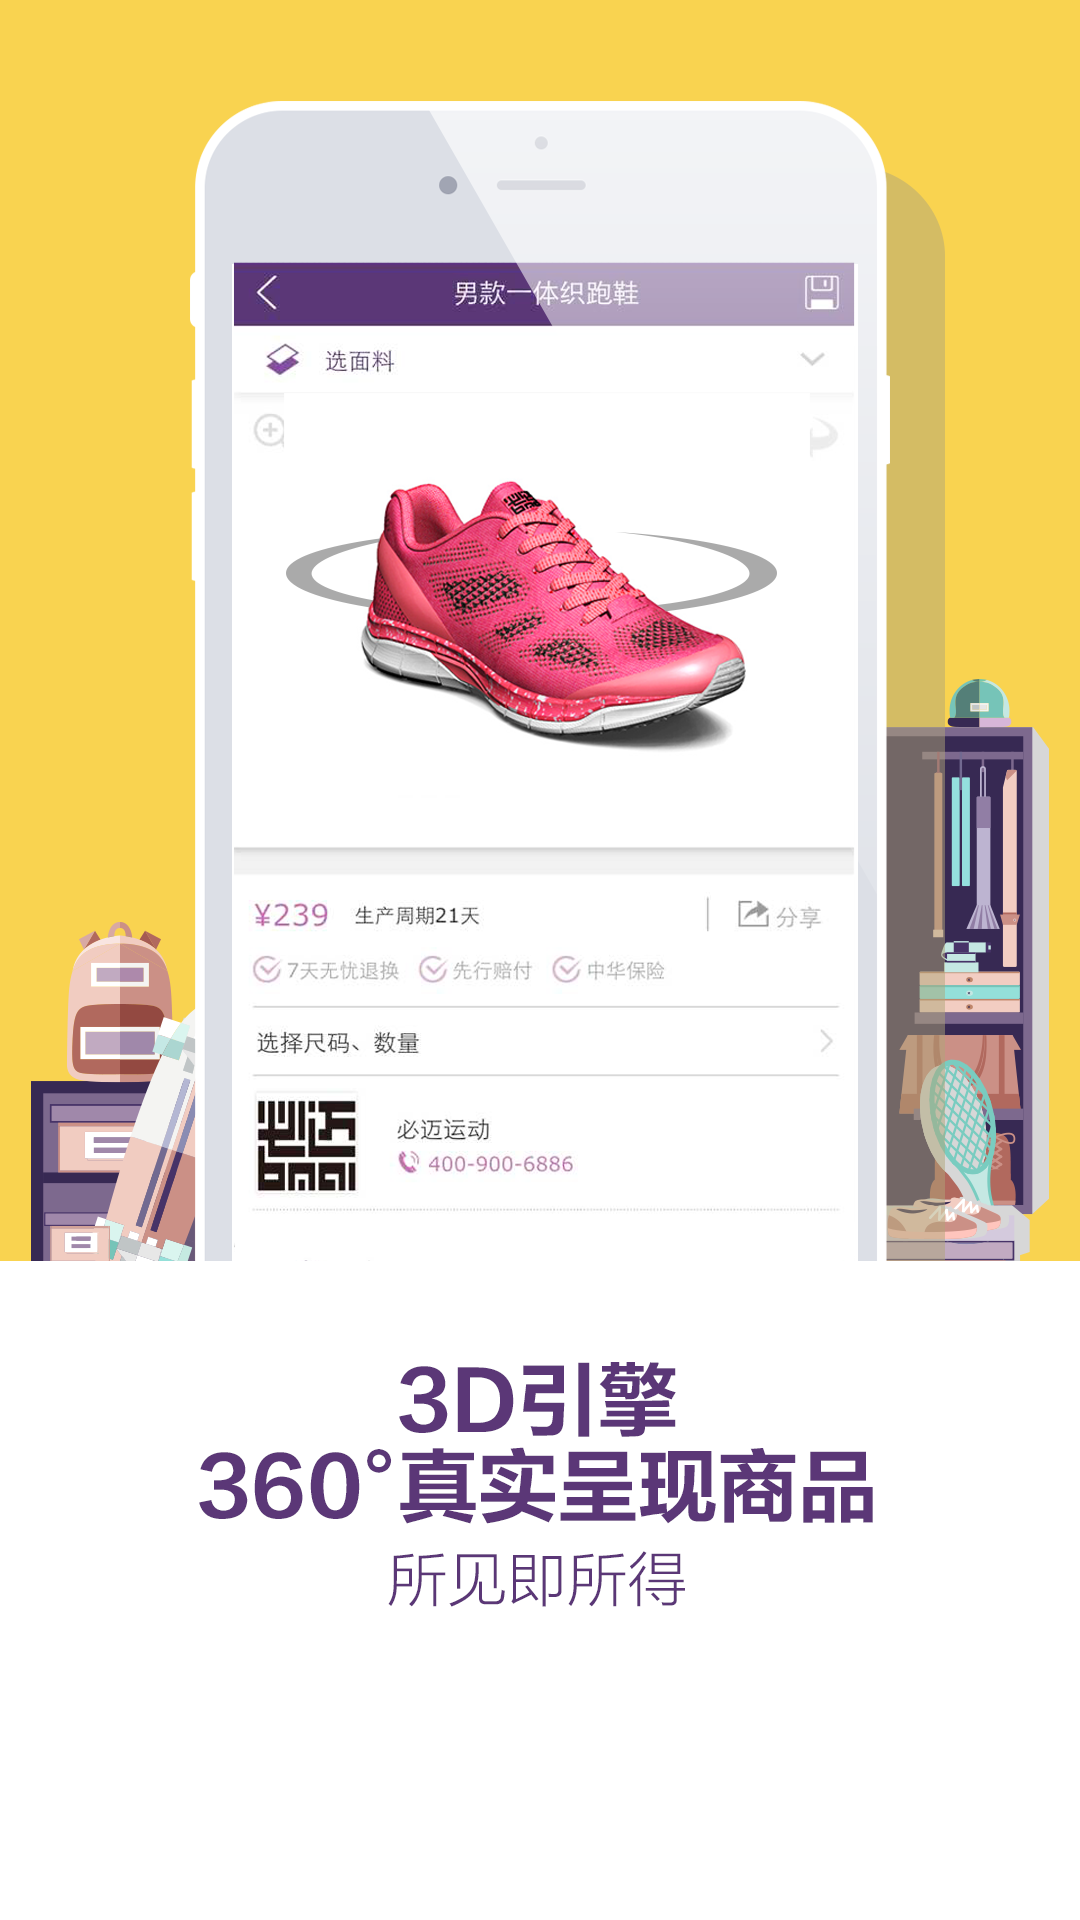 男款一体织跑鞋
选面料
¥239 生产周期21天 分享
7天无忧退换 先行赔付 中华保险
选择尺码、数量
必迈运动
400-900-6886
3D引擎
360°真实呈现商品
所见即所得